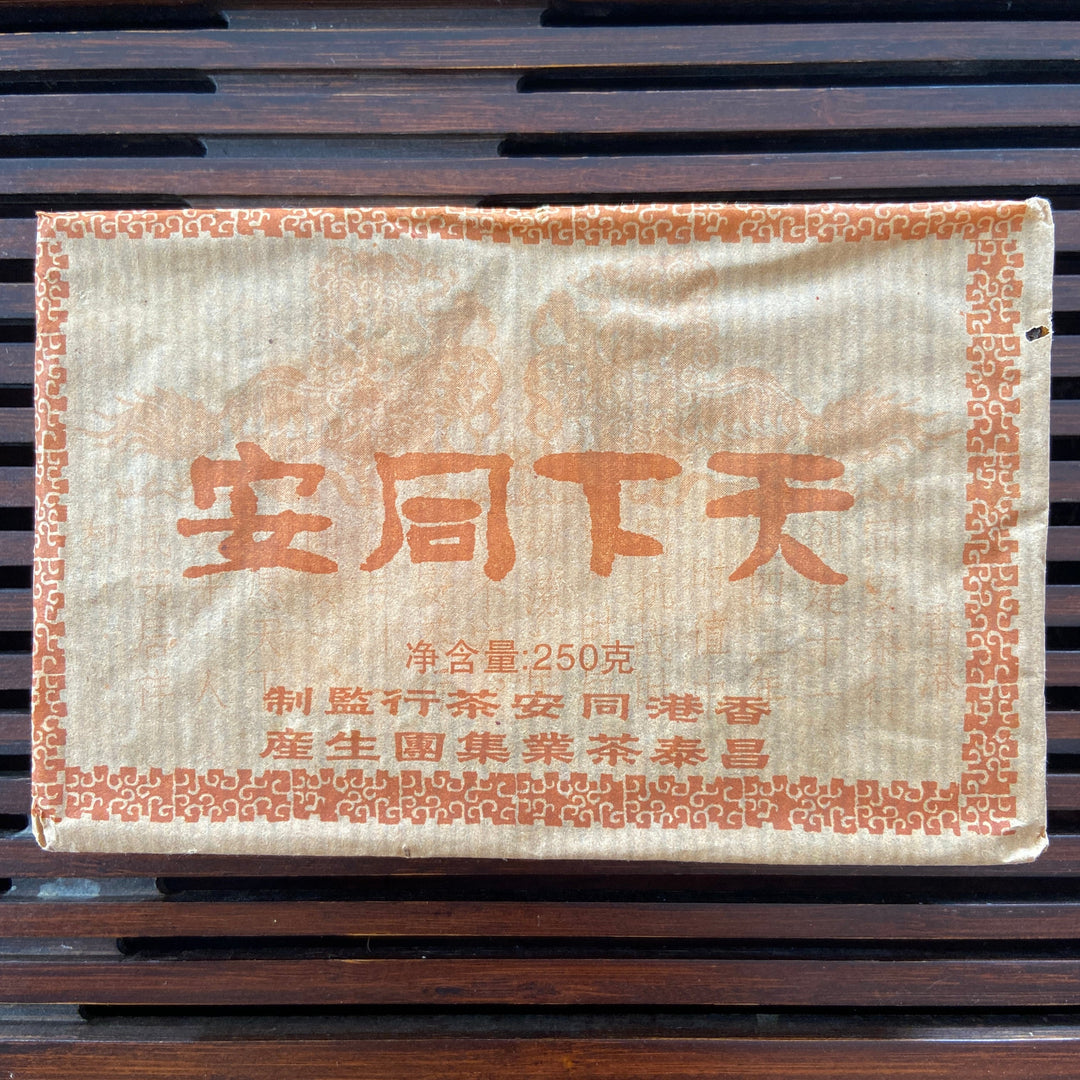 天下同安
净含量:250克
香港同安茶行監制
昌泰茶業集團生産